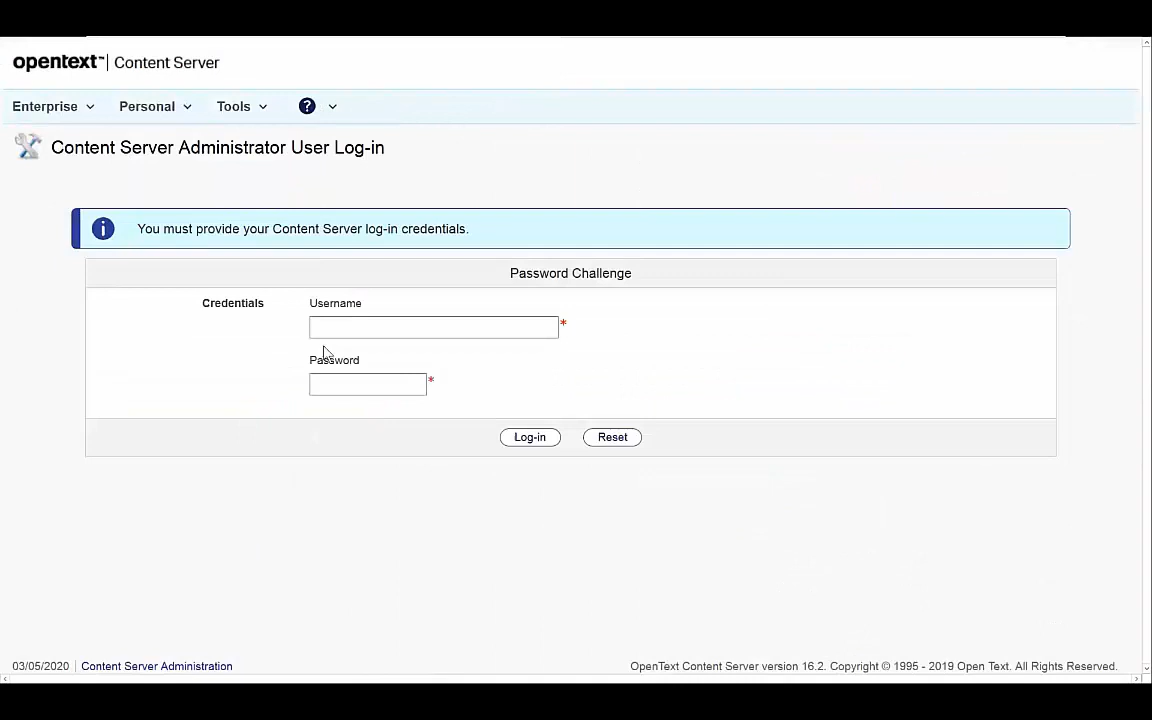 opentext™ | Content Server
Enterprise Personal Tools ?
Content Server Administrator User Log-in
i You must provide your Content Server log-in credentials.
Password Challenge
Credentials Username
*
Password
*
Log-in Reset
03/05/2020 | Content Server Administration OpenText Content Server version 16.2. Copyright © 1995 - 2019 Open Text. All Rights Reserved.